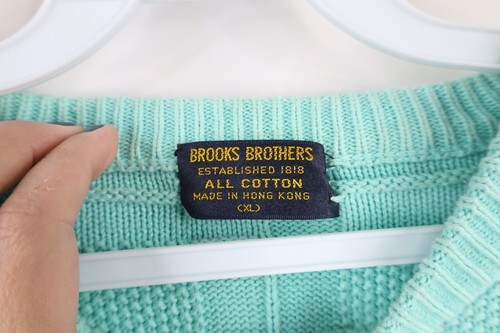 BROOKS BROTHERS
ESTABLISHED 1818
ALL COTTON
MADE IN HONG KONG
(XL)